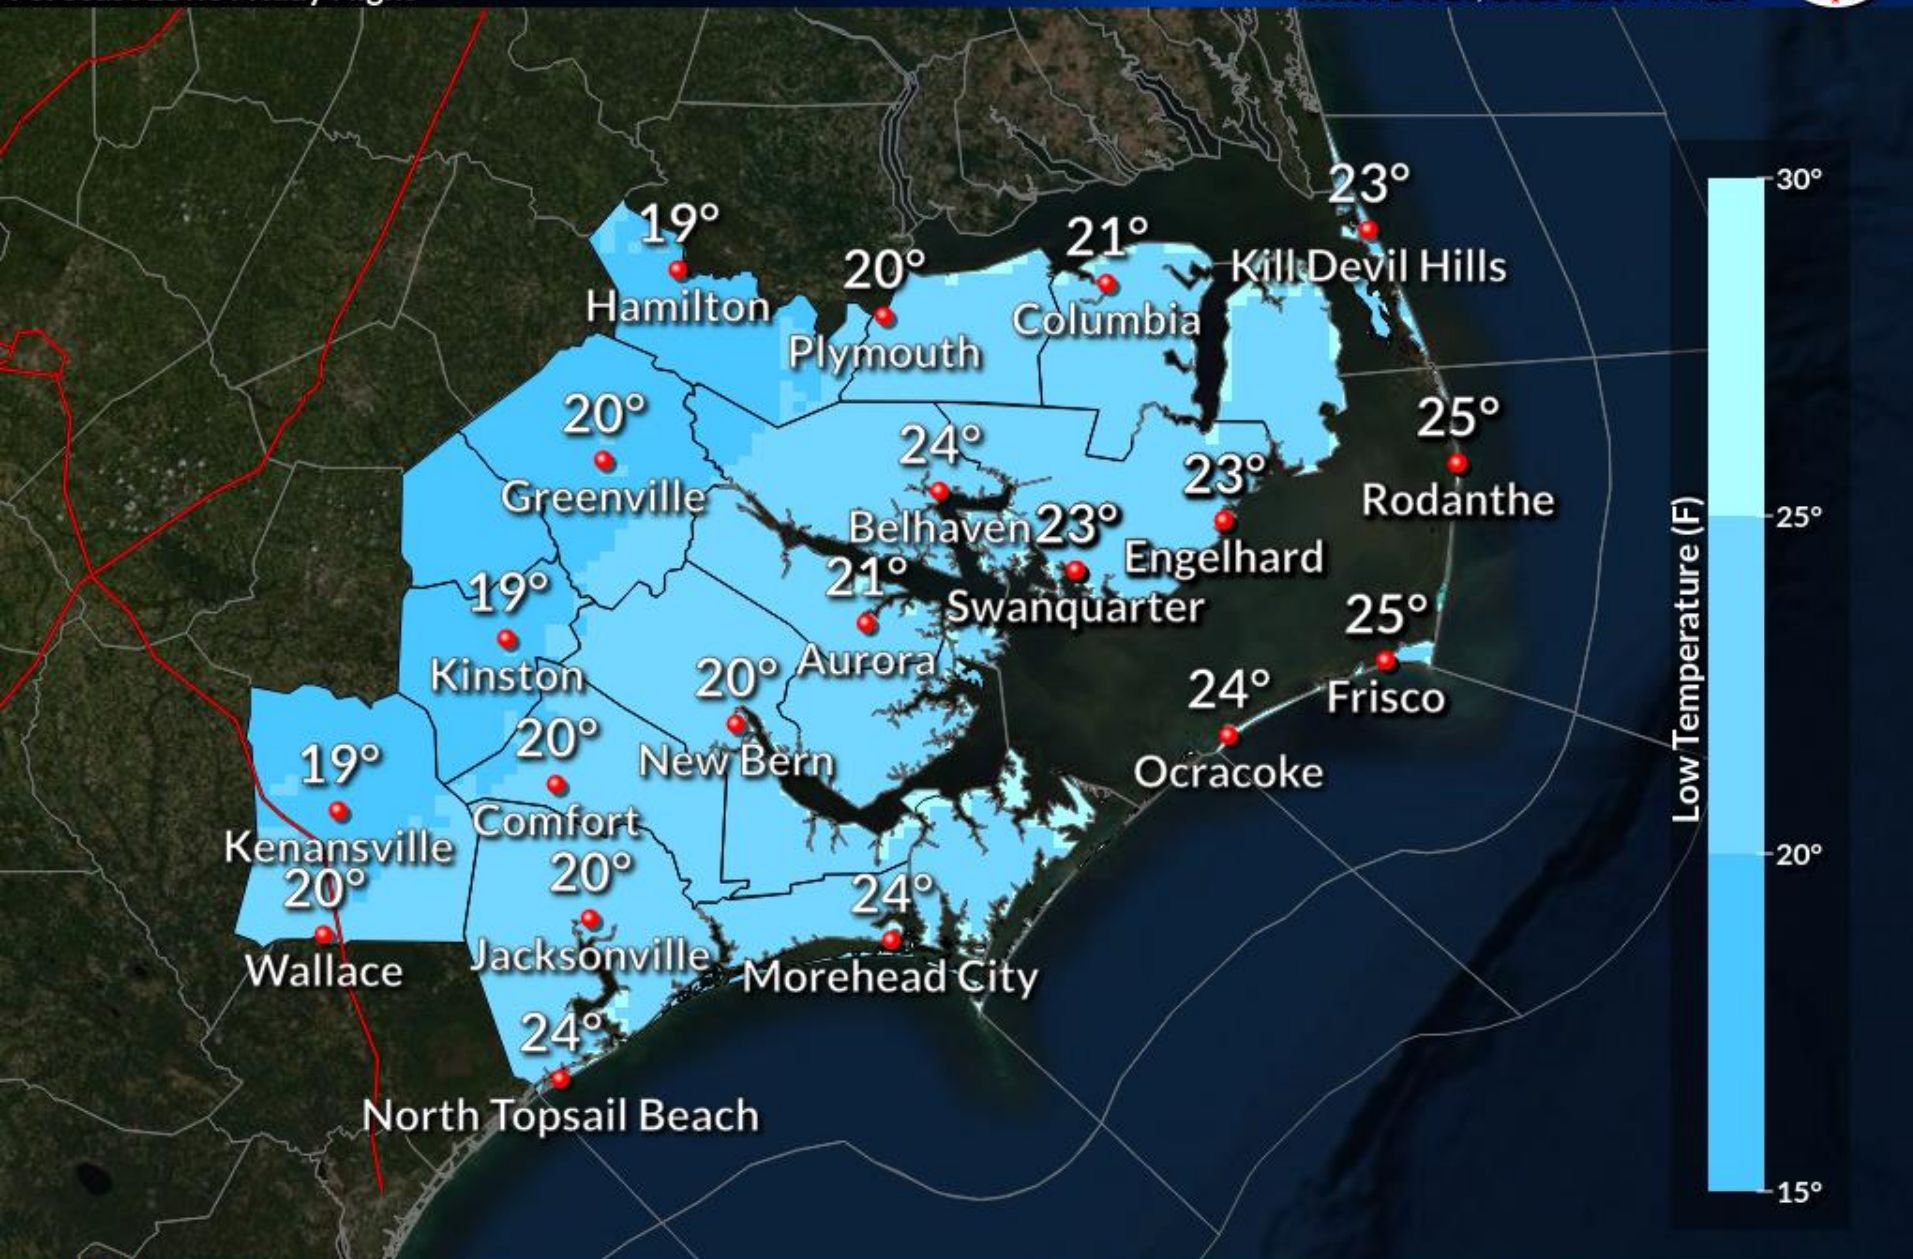 23°
30°
19°
21°
Kill Devil Hills
20°
Hamilton
Columbia
Plymouth
20°
24°
25°
Greenville
23°
Rodanthe
25°
Belhaven
23°
Engelhard
21°
19°
Swanquarter
25°
Kinston
Aurora
20°
24°
Frisco
Low Temperature (F)
20°
New Bern
Ocracoke
19°
Comfort
Kenansville
20°
20°
20°
24°
Jacksonville
Wallace
Morehead City
24°
North Topsail Beach
15°